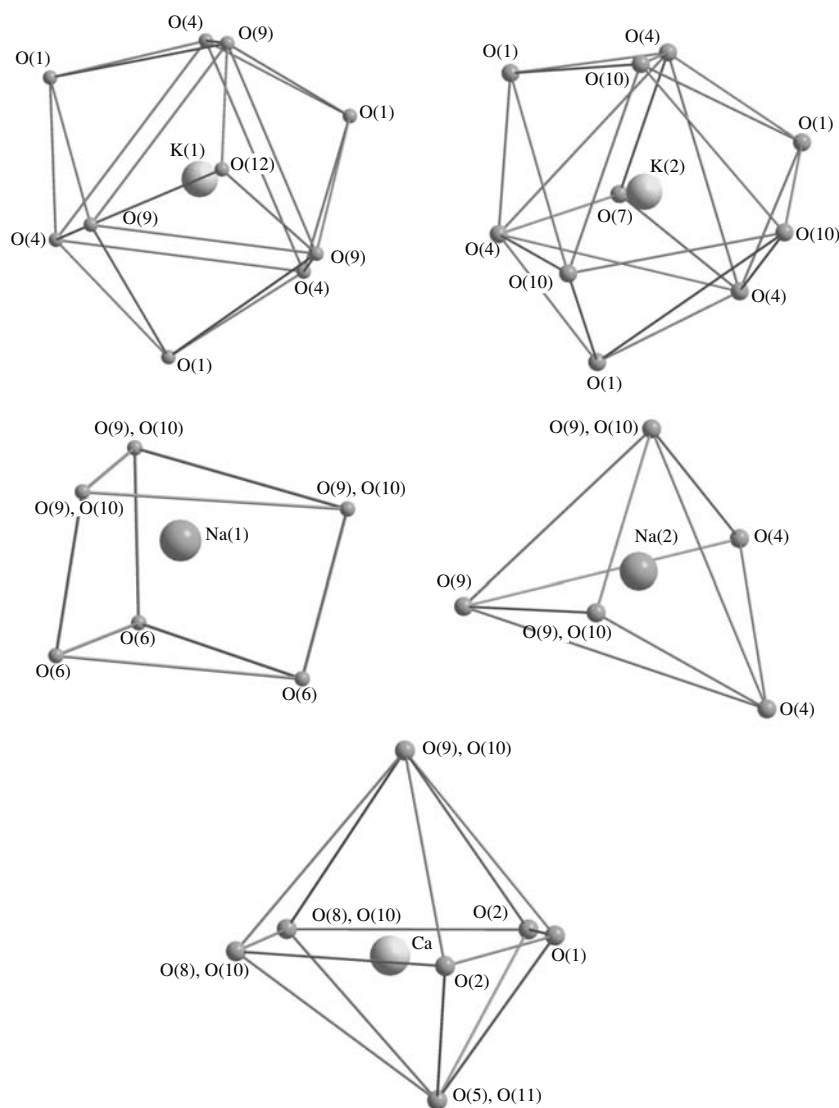 O(4)
O(9)
O(1)
O(1)
K(1)
O(12)
O(9)
O(4)
O(9)
O(4)
O(1)
O(4)
O(1)
O(10)
O(1)
K(2)
O(7)
O(4)
O(10)
O(10)
O(4)
O(1)
O(9), O(10)
O(9), O(10)
O(9), O(10)
Na(1)
O(6)
O(6)
O(6)
O(9), O(10)
Na(2)
O(4)
O(9)
O(9), O(10)
O(4)
O(9), O(10)
O(8), O(10)
O(2)
Ca
O(1)
O(8), O(10)
O(2)
O(5), O(11)